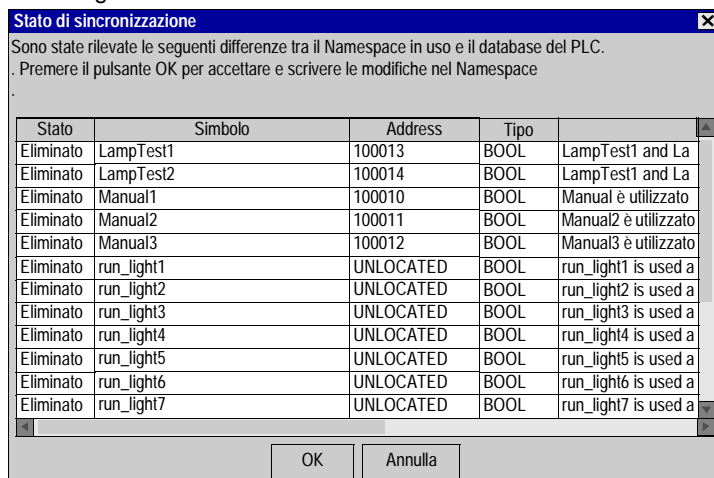 Stato di sincronizzazione
Sono state rilevate le seguenti differenze tra il Namespace in uso e il database del PLC.
. Premere il pulsante OK per accettare e scrivere le modifiche nel Namespace
.
Stato Simbolo Address Tipo
Eliminato LampTest1 100013 BOOL LampTest1 and La
Eliminato LampTest2 100014 BOOL LampTest1 and La
Eliminato Manual1 100010 BOOL Manual è utilizzato
Eliminato Manual2 100011 BOOL Manual2 è utilizzato
Eliminato Manual3 100012 BOOL Manual3 è utilizzato
Eliminato run_light1 UNLOCATED BOOL run_light1 is used a
Eliminato run_light2 UNLOCATED BOOL run_light2 is used a
Eliminato run_light3 UNLOCATED BOOL run_light3 is used a
Eliminato run_light4 UNLOCATED BOOL run_light4 is used a
Eliminato run_light5 UNLOCATED BOOL run_light5 is used a
Eliminato run_light6 UNLOCATED BOOL run_light6 is used a
Eliminato run_light7 UNLOCATED BOOL run_light7 is used a
OK Annulla